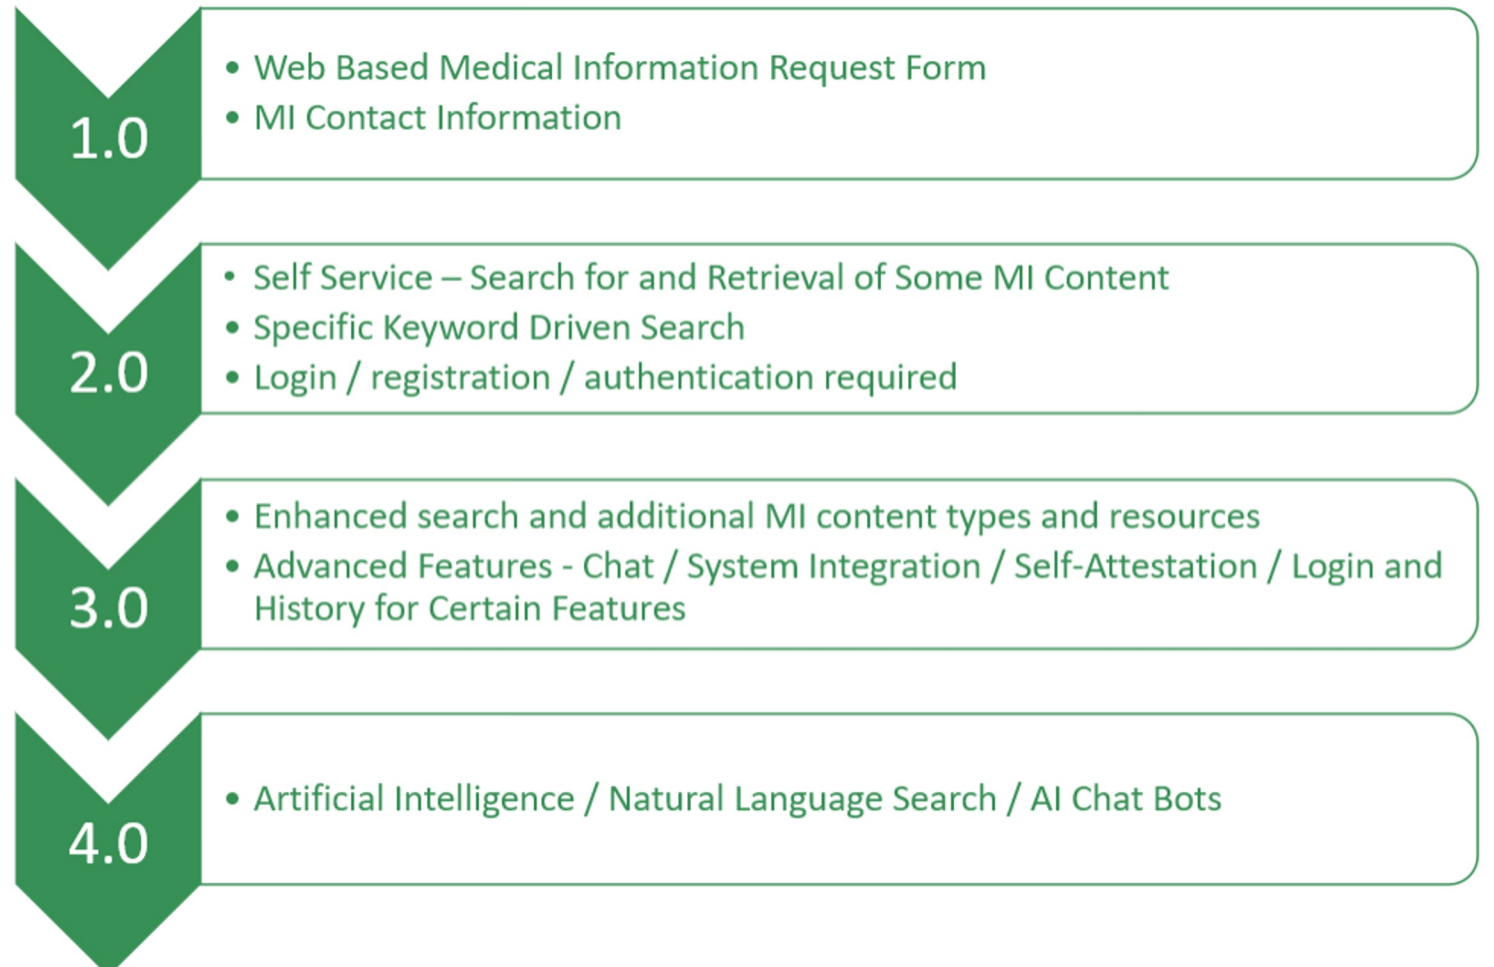 1.0
• Web Based Medical Information Request Form
• MI Contact Information
2.0
• Self Service – Search for and Retrieval of Some MI Content
• Specific Keyword Driven Search
• Login / registration / authentication required
3.0
• Enhanced search and additional MI content types and resources
• Advanced Features - Chat / System Integration / Self-Attestation / Login and
History for Certain Features
4.0
• Artificial Intelligence / Natural Language Search / AI Chat Bots